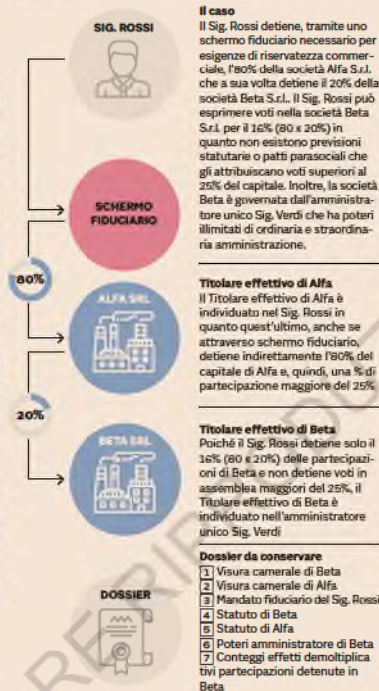 SIG. ROSSI
SCHERMO
FIDUCIARIO
80%
ALFA SRL
20%
BETA SRL
DOSSIER
Il caso
Il Sig. Rossi detiene, tramite uno
schermo fiduciario necessario per
esigenze di riservatezza commer-
ciale, l'80% della società Alfa S.r.l.
che a sua volta detiene il 20% della
società Beta S.r.l.. Il Sig. Rossi può
esprimere voti nella società Beta
S.r.l. per il 16% (80 x 20%) in
quanto non esistono previsioni
statutarie o patti parasociali che
gli attribuiscano voti superiori al
25% del capitale. Inoltre, la società
Beta è governata dall'amministra-
tore unico Sig. Verdi che ha poteri
illimitati di ordinaria e straordina-
ria amministrazione.
Titolare effettivo di Alfa
Il Titolare effettivo di Alfa è
individuato nel Sig. Rossi in
quanto quest'ultimo, anche se
attraverso schermo fiduciario,
detiene indirettamente l'80% del
capitale di Alfa e, quindi, una % di
partecipazione maggiore del 25%
Titolare effettivo di Beta
Poiché il Sig. Rossi detiene solo il
16% (80 x 20%) delle partecipazi-
oni di Beta e non detiene voti in
assemblea maggiori del 25%, il
Titolare effettivo di Beta è
individuato nell'amministratore
unico Sig. Verdi
Dossier da conservare
1 Visura camerale di Beta
2 Visura camerale di Alfa
3 Mandato fiduciario del Sig. Rossi
4 Statuto di Beta
5 Statuto di Alfa
6 Poteri amministratore di Beta
7 Conteggi effetti demoltiplica
tivi partecipazioni detenute in
Beta